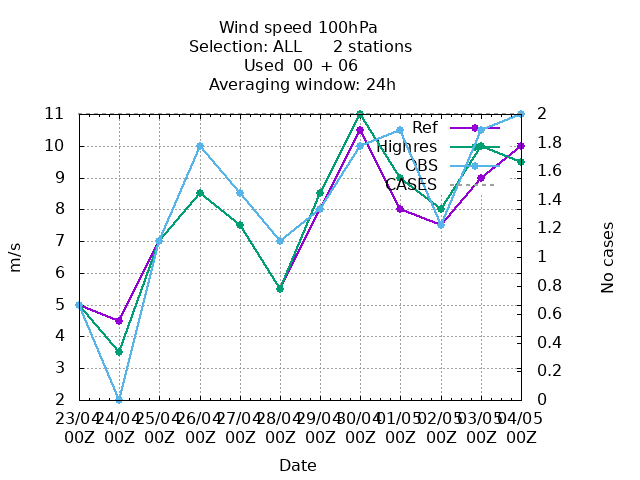 Wind speed 100hPa
Selection: ALL 2 stations
Used 00 + 06
Averaging window: 24h
11 2
10 1.8
9 1.6
8 1.4
7 1.2
6 1
5 0.8
4 0.6
3 0.4
2 0.2
0
Ref
Highres
OBS
CASES
m/s
No cases
23/04 24/04 25/04 26/04 27/04 28/04 29/04 30/04 01/05 02/05 03/05 04/05
00Z 00Z 00Z 00Z 00Z 00Z 00Z 00Z 00Z 00Z 00Z 00Z
Date